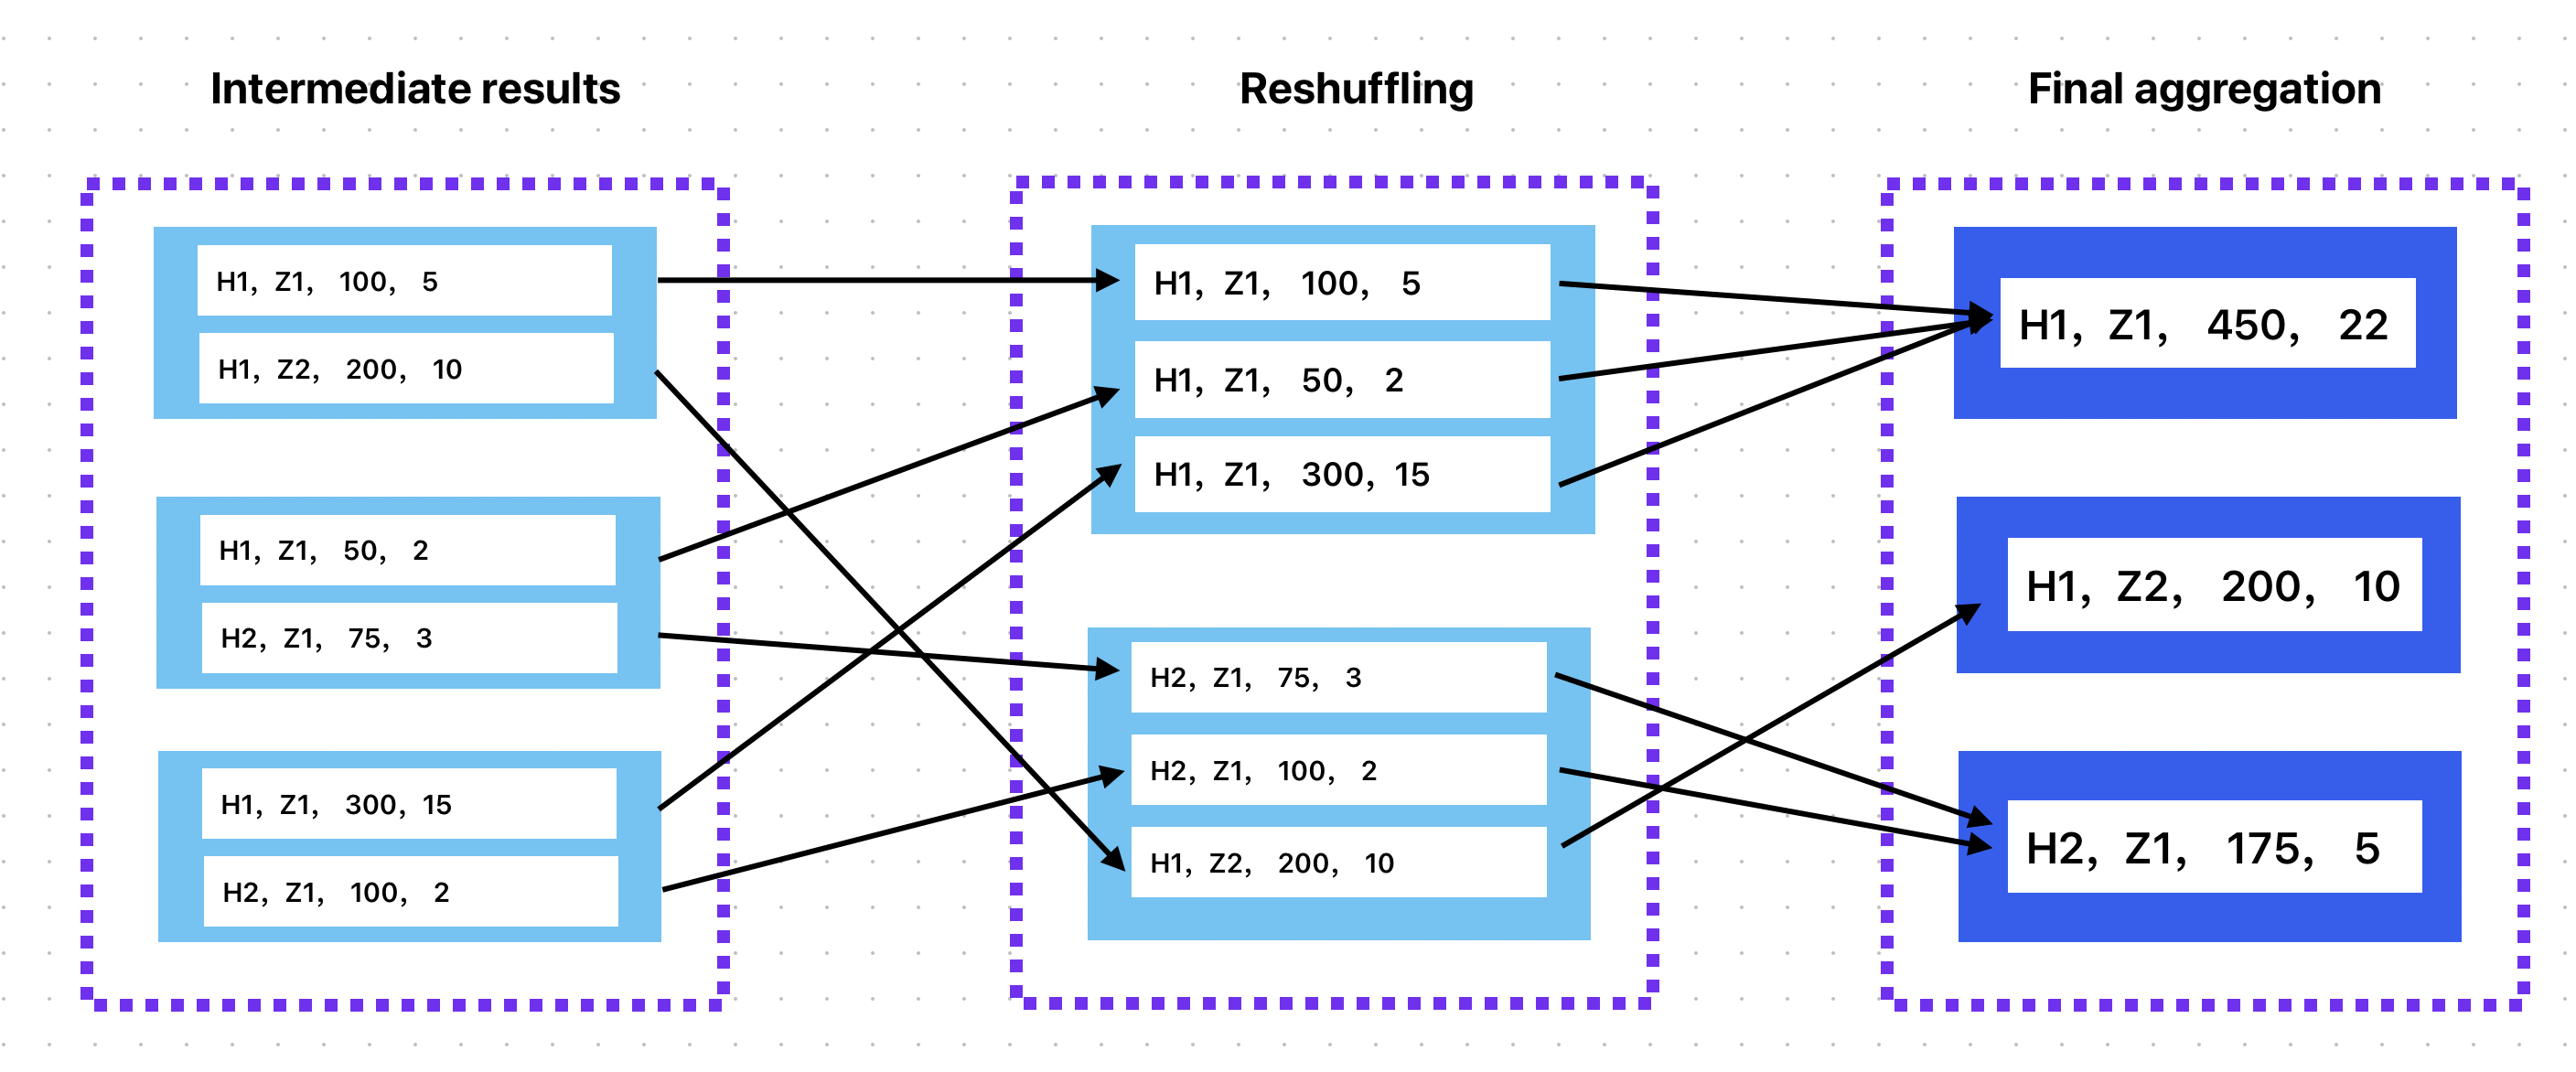 Intermediate results
H1, Z1, 100, 5
H1, Z2, 200, 10
H1, Z1, 50, 2
H2, Z1, 75, 3
H1, Z1, 300, 15
H2, Z1, 100, 2
Reshuffling
H1, Z1, 100, 5
H1, Z1, 50, 2
H1, Z1, 300, 15
H2, Z1, 75, 3
H2, Z1, 100, 2
H1, Z2, 200, 10
Final aggregation
H1, Z1, 450, 22
H1, Z2, 200, 10
H2, Z1, 175, 5